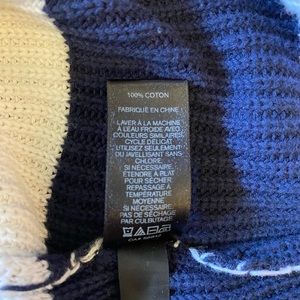 100% COTON
FABRIQUÉ EN CHINE
LAVER À LA MACHINE
À L'EAU FROIDE AVEC
COULEURS SIMILAIRES,
CYCLE DÉLICAT
UTILISEZ SEULEMENT
DU JAVELLISANT SANS
CHLORE,
SI NÉCESSAIRE.
ÉTENDRE À PLAT
POUR SÉCHER.
REPASSAGE À
TEMPÉRATURE
MOYENNE
SI NÉCESSAIRE.
PAS DE SÉCHAGE
PAR CULBUTAGE.